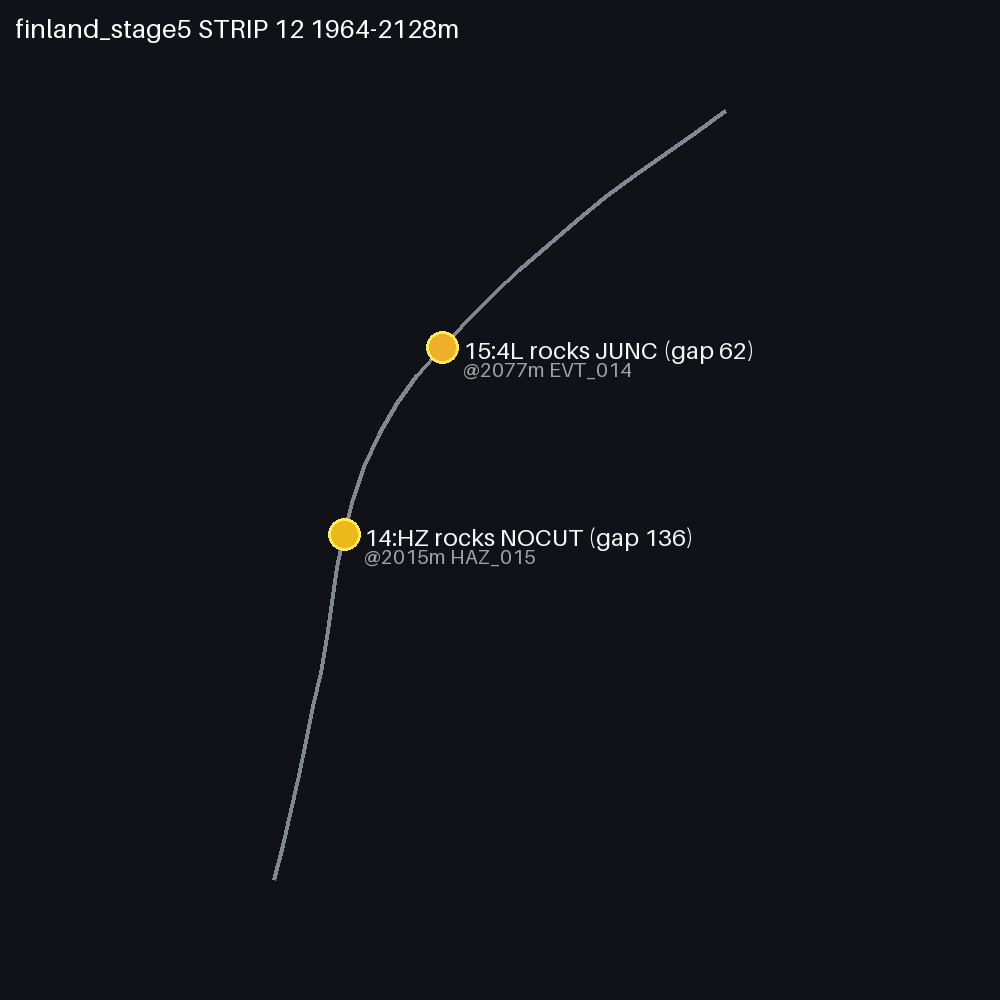 finland_stage5 STRIP 12 1964-2128m
15:4L rocks JUNC (gap 62)
@2077m EVT_014
14:HZ rocks NOCUT (gap 136)
@2015m HAZ_015